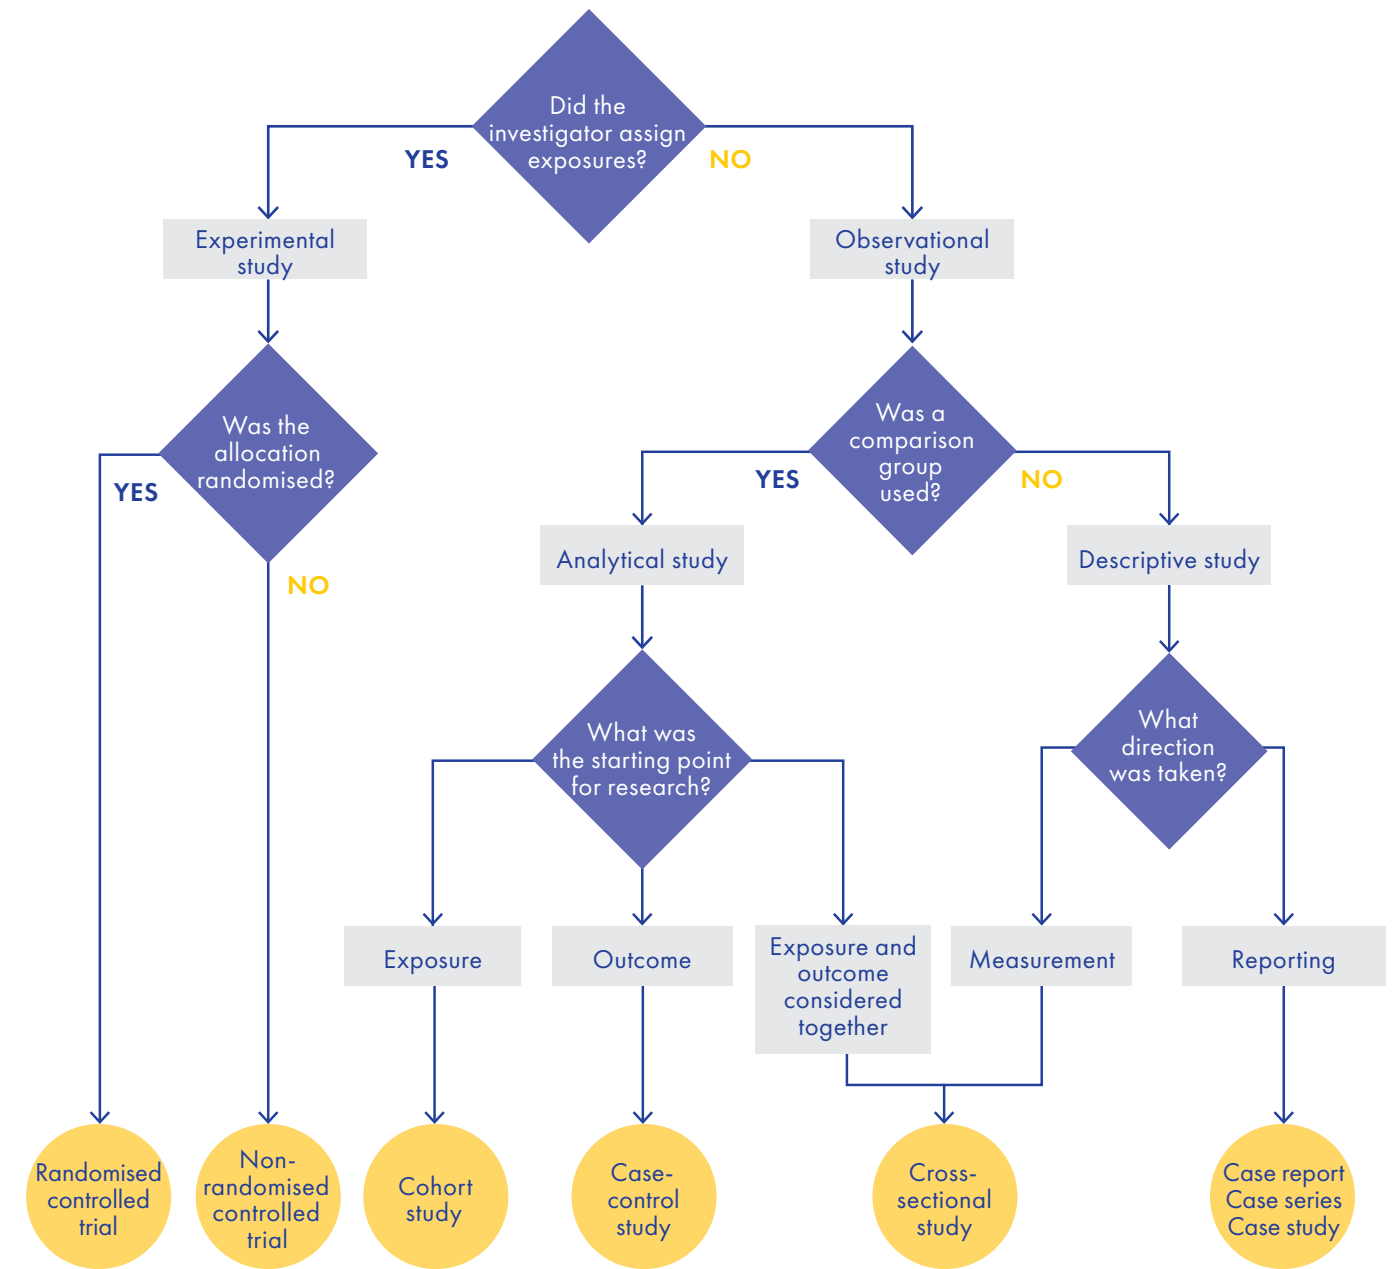 Did the
investigator assign
exposures?
YES
NO
Experimental
study
Observational
study
Was the
allocation
randomised?
YES
NO
Was a
comparison
group
used?
YES
NO
Analytical study
Descriptive study
What was
the starting point
for research?
What
direction
was taken?
Exposure
Outcome
Exposure and
outcome
considered
together
Measurement
Reporting
Randomised
controlled
trial
Non-
randomised
controlled
trial
Cohort
study
Case-
control
study
Cross-
sectional
study
Case report
Case series
Case study